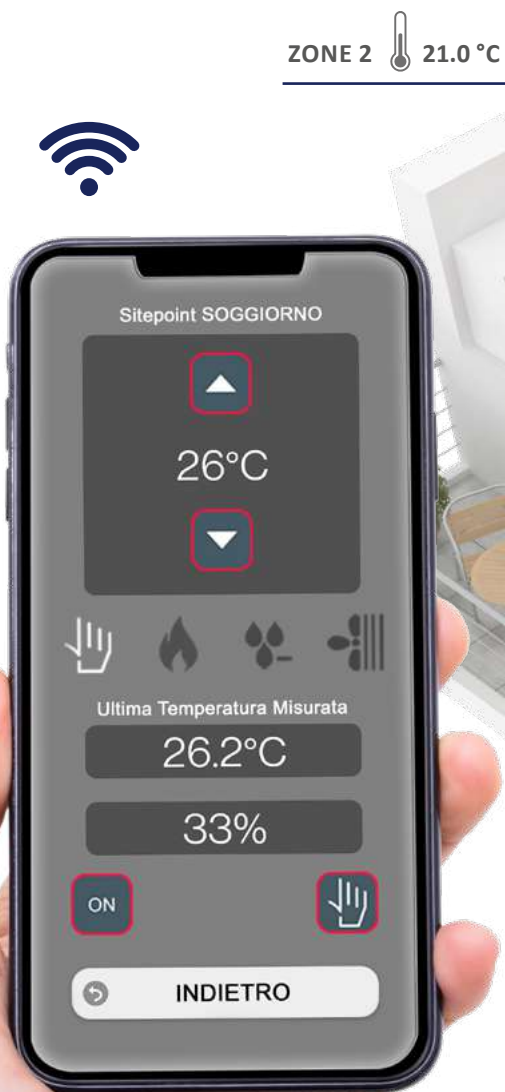 ZONE 2 21.0 °C
Sitepoint SOGGIORNO
26°C
Ultima Temperatura Misurata
26.2°C
33%
ON
INDIETRO